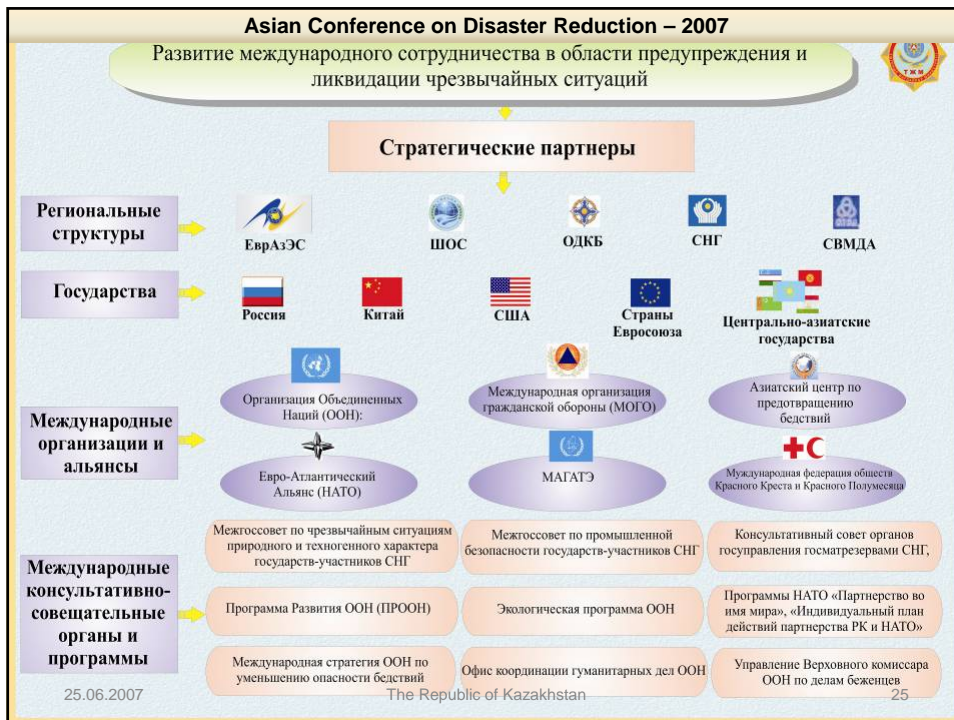 Asian Conference on Disaster Reduction – 2007
Развитие международного сотрудничества в области предупреждения и
ликвидации чрезвычайных ситуаций
ТЖМ
Стратегические партнеры
Региональные
структуры
ЕврАзЭС
ШОС
ОДКБ
СНГ
СВМДА
Государства
Россия
Китай
США
Страны
Евросоюза
Центрально-азиатские
государства
Международные
организации и
альянсы
Организация Объединенных
Наций (ООН):
Международная организация
гражданской обороны (МОГО)
Азиатский центр по
предотвращению
бедствий
Евро-Атлантический
Альянс (НАТО)
МАГАТЭ
Муждународная федерация обществ
Красного Креста и Красного Полумесяца
Международные
консультативно-
совещательные
органы и
программы
Межгоссовет по чрезвычайным ситуациям
природного и техногенного характера
государств-участников СНГ
Межгоссовет по промышленной
безопасности государств-участников СНГ
Консультативный совет органов
госуправления госматрезервами СНГ,
Программа Развития ООН (ПРООН)
Экологическая программа ООН
Программы НАТО «Партнерство во
имя мира», «Индивидуальный план
действий партнерства РК и НАТО»
Международная стратегия ООН по
уменьшению опасности бедствий
Офис координации гуманитарных дел ООН
Управление Верховного комиссара
ООН по делам беженцев
25.06.2007
The Republic of Kazakhstan
25